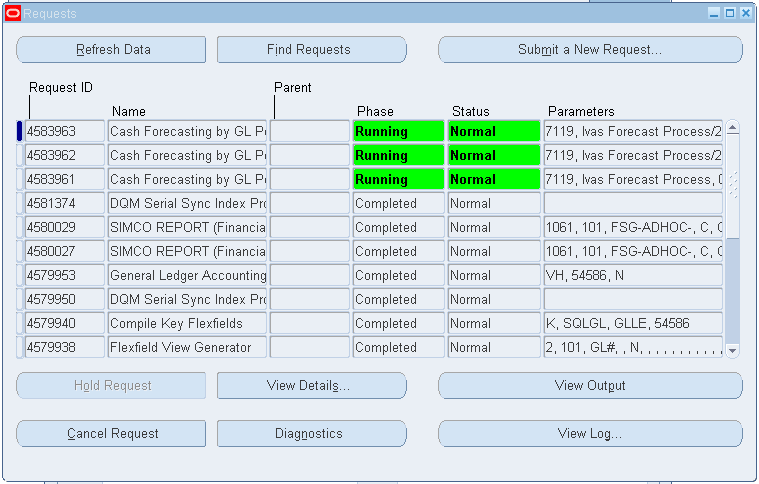 Requests
Refresh Data Find Requests Submit a New Request...
Request ID Parent
Name Phase Status Parameters
4583963 Cash Forecasting by GL Pe Running Normal 7119, Ivas Forecast Process/2
4583962 Cash Forecasting by GL Pe Running Normal 7119, Ivas Forecast Process/2
4583961 Cash Forecasting by GL Pe Running Normal 7119, Ivas Forecast Process,
4581374 DQM Serial Sync Index Pro Completed Normal
4580029 SIMCO REPORT (Financia Completed Normal 1061, 101, FSG-ADHOC-, C,
4580027 SIMCO REPORT (Financia Completed Normal 1061, 101, FSG-ADHOC-, C,
4579953 General Ledger Accounting Completed Normal VH, 54586, N
4579950 DQM Serial Sync Index Pro Completed Normal
4579940 Compile Key Flexfields Completed Normal K, SQLGL, GLLE, 54586
4579938 Flexfield View Generator Completed Normal 2, 101, GL#, , N, , , , , , , , , , ,
Hold Request View Details... View Output
Cancel Request Diagnostics View Log...